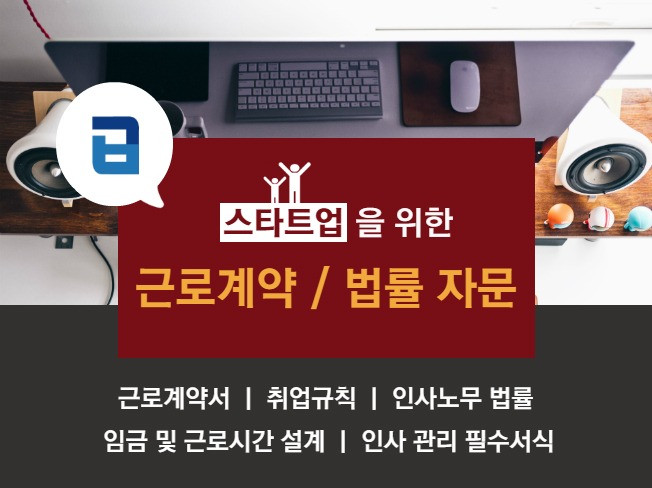 스타트업을 위한
근로계약 / 법률 자문
근로계약서 | 취업규칙 | 인사노무 법률
임금 및 근로시간 설계 | 인사 관리 필수서식